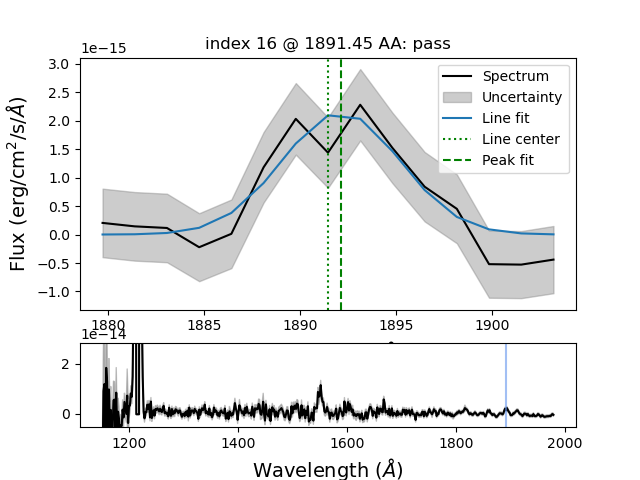 index 16 @ 1891.45 AA: pass
1e−15
3.0
2.5
2.0
1.5
1.0
0.5
0.0
−0.5
−1.0
Flux (erg/cm²/s/Å)
Spectrum
Uncertainty
Line fit
Line center
Peak fit
1880 1885 1890 1895 1900
1e−14
2
0
1200 1400 1600 1800 2000
Wavelength (Å)